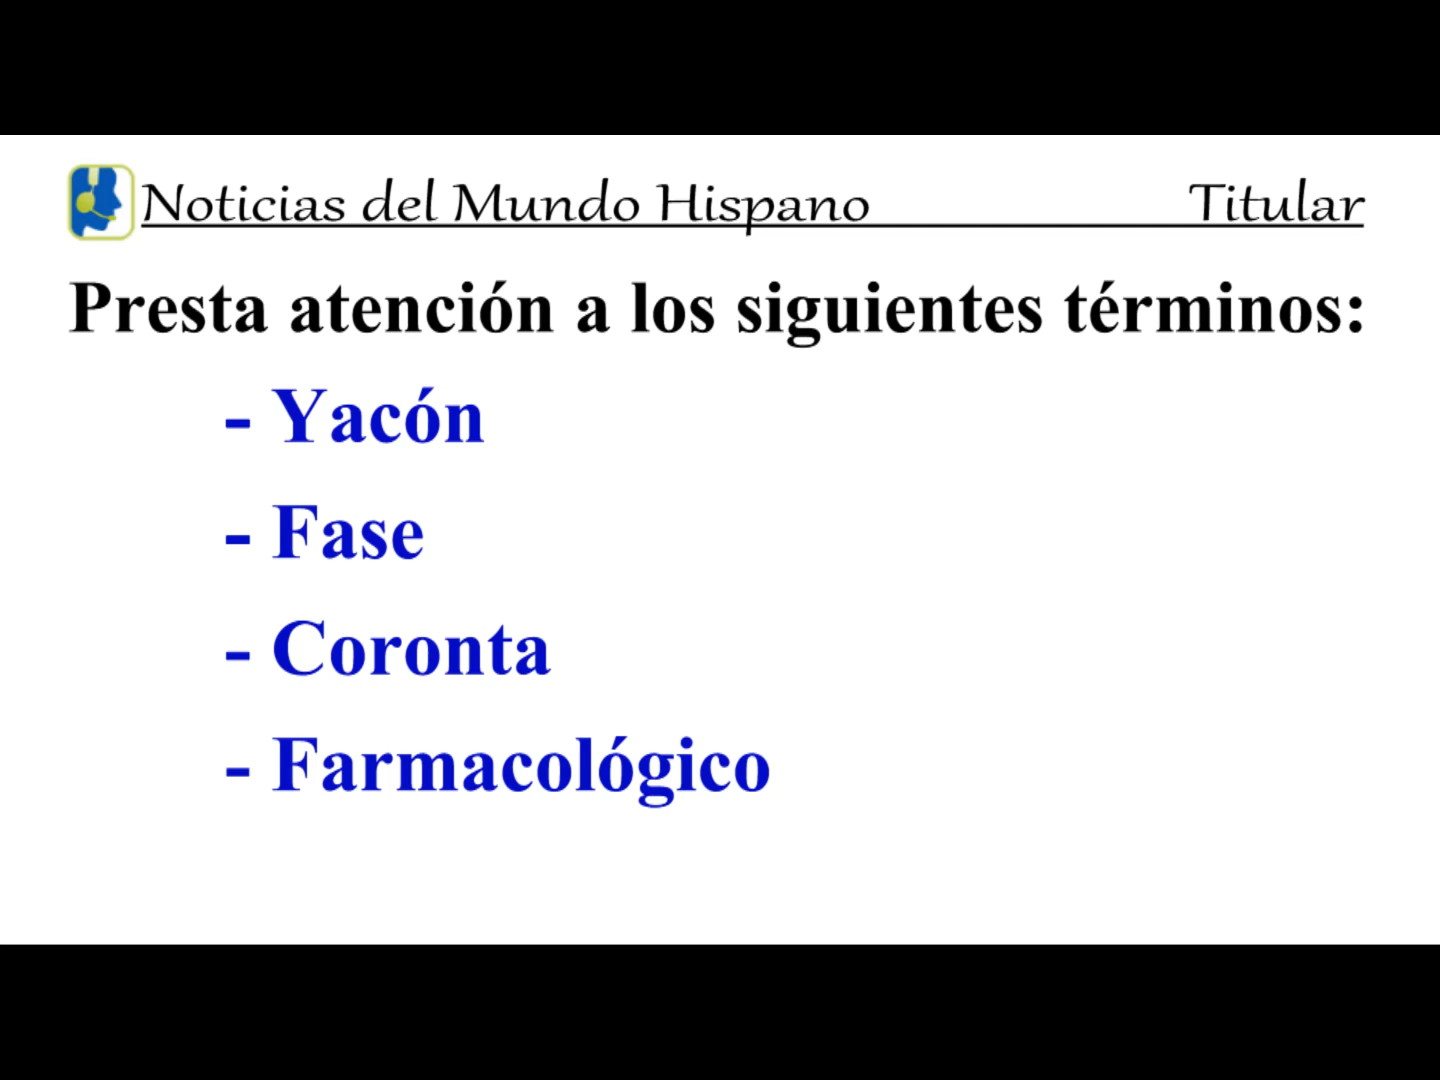 Noticias del Mundo Hispano Titular
Presta atención a los siguientes términos:
- Yacón
- Fase
- Coronta
- Farmacológico